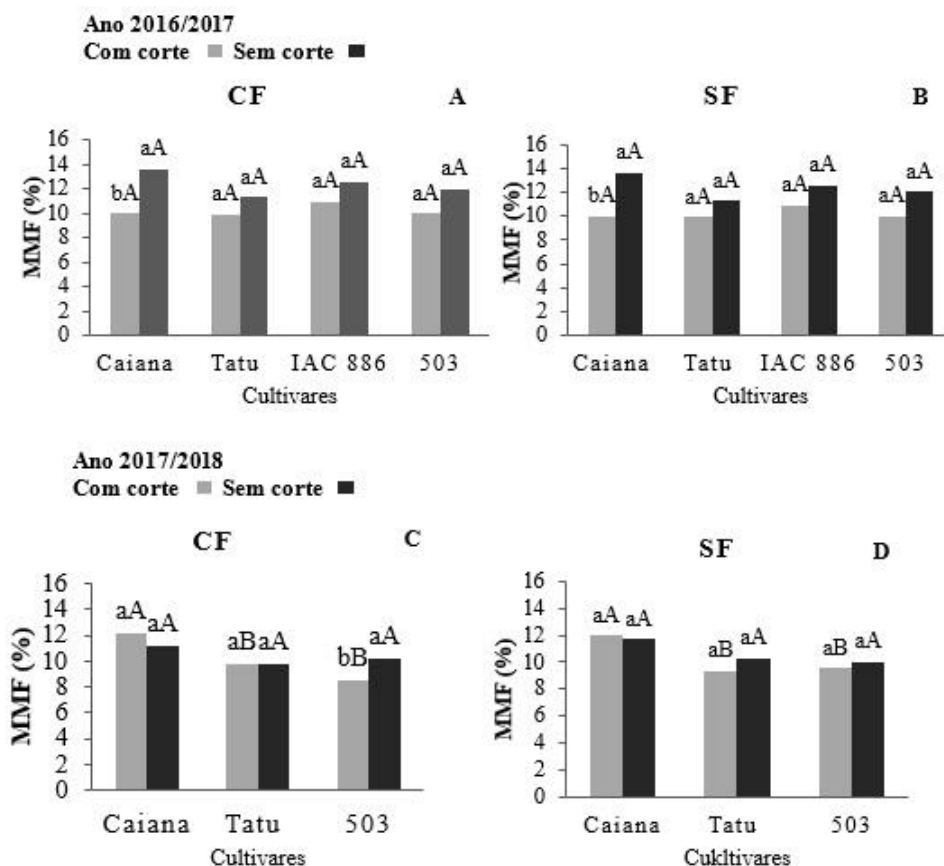 Ano 2016/2017
Com corte Sem corte
CF A
MMF (%)
16
14
12
10
8
6
4
2
0
bA aA aA aA aA aA aA aA
Caiana Tatu IAC 886 503
Cultivares
SF B
MMF (%)
16
14
12
10
8
6
4
2
0
bA aA aA aA aA aA aA aA
Caiana Tatu IAC 886 503
Cultivares
Ano 2017/2018
Com corte Sem corte
CF C
MMF (%)
16
14
12
10
8
6
4
2
0
aA aA aB aA bB aA
Caiana Tatu 503
Cultivares
SF D
MMF (%)
16
14
12
10
8
6
4
2
0
aA aA aB aA aB aA
Caiana Tatu 503
Cukltivares